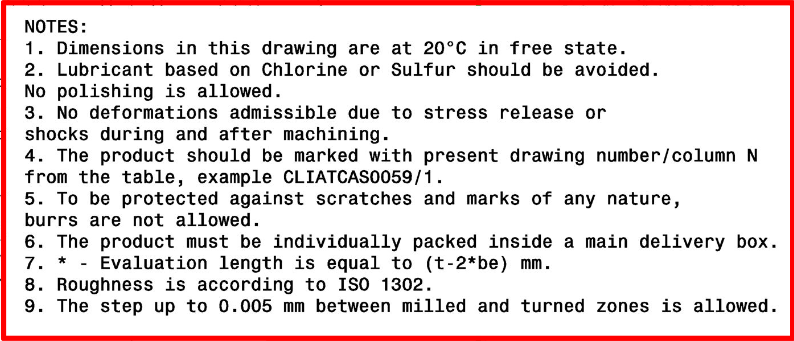 NOTES:
1. Dimensions in this drawing are at 20°C in free state.
2. Lubricant based on Chlorine or Sulfur should be avoided.
No polishing is allowed.
3. No deformations admissible due to stress release or
shocks during and after machining.
4. The product should be marked with present drawing number/column N
from the table, example CLIATCAS0059/1.
5. To be protected against scratches and marks of any nature,
burrs are not allowed.
6. The product must be individually packed inside a main delivery box.
7. * - Evaluation length is equal to (t-2*be) mm.
8. Roughness is according to ISO 1302.
9. The step up to 0.005 mm between milled and turned zones is allowed.